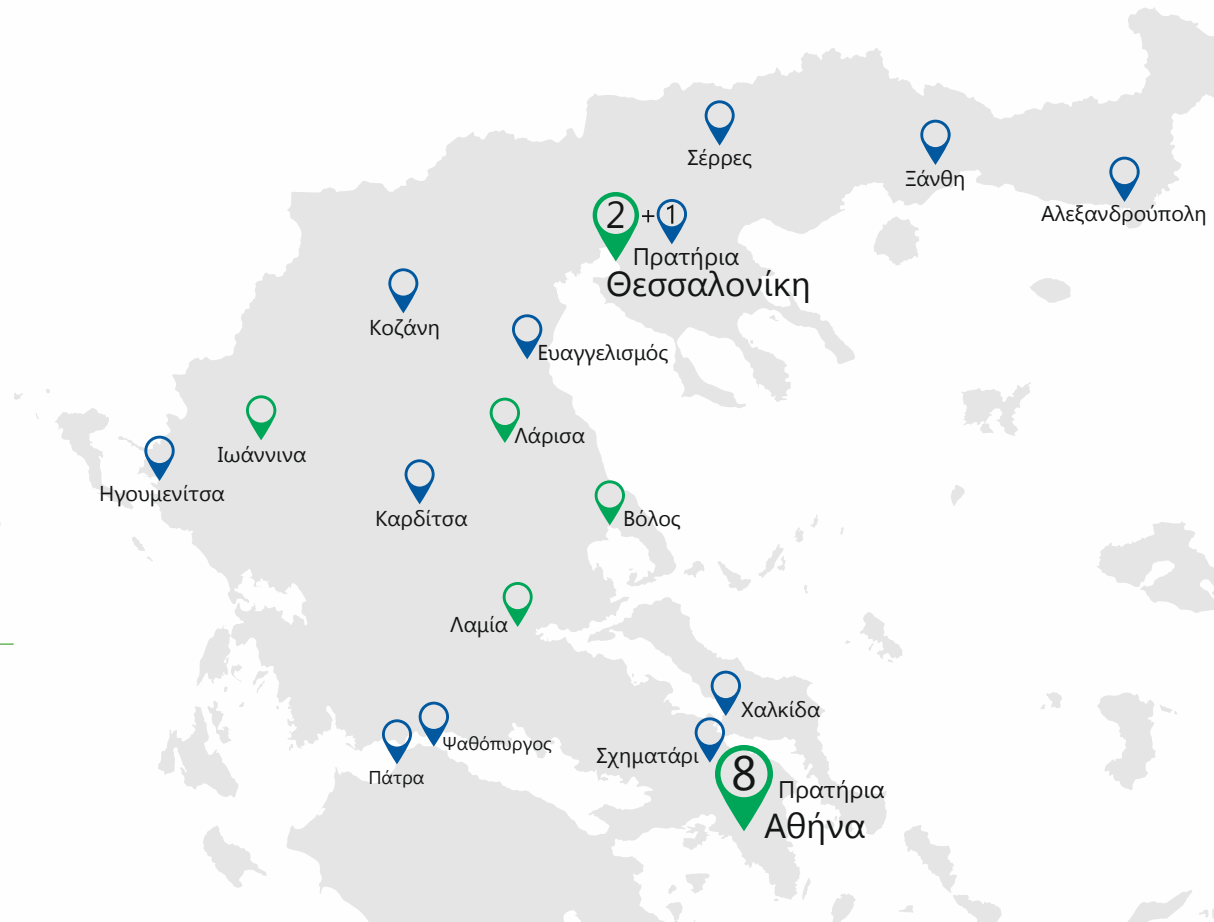 Σέρρες
Ξάνθη
Αλεξανδρούπολη
2 + 1
Πρατήρια
Θεσσαλονίκη
Κοζάνη
Ευαγγελισμός
Ιωάννινα
Λάρισα
Ηγουμενίτσα
Καρδίτσα
Βόλος
Λαμία
Χαλκίδα
Ψαθόπυργος
Σχηματάρι
Πάτρα
8
Πρατήρια
Αθήνα